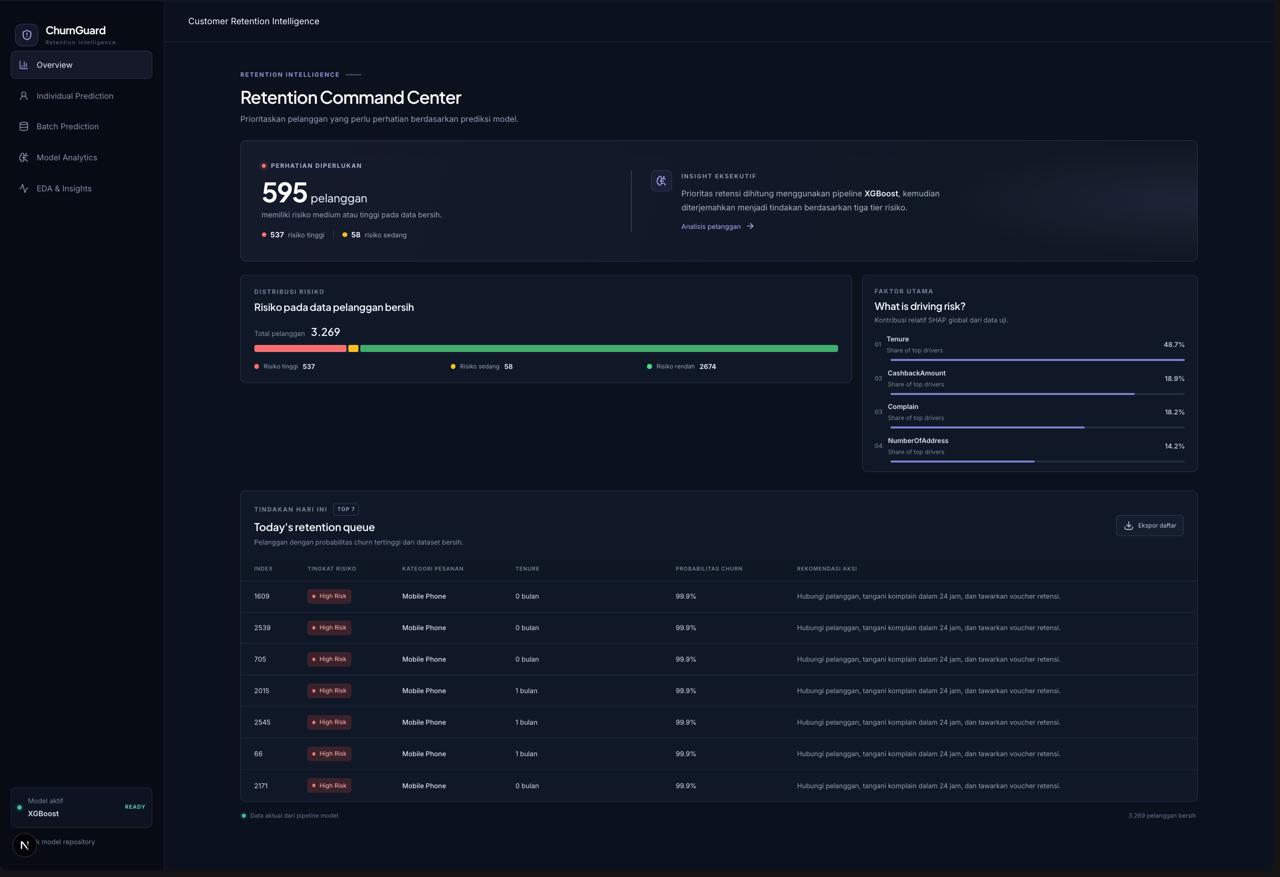 ChurnGuard
Retention Intelligence
Overview
Individual Prediction
Batch Prediction
Model Analytics
EDA & Insights
Model aktif
XGBoost
READY
N
k model repository
Customer Retention Intelligence
RETENTION INTELLIGENCE
Retention Command Center
Prioritaskan pelanggan yang perlu perhatian berdasarkan prediksi model.
PERHATIAN DIPERLUKAN
595 pelanggan
memiliki risiko medium atau tinggi pada data bersih.
537 risiko tinggi
58 risiko sedang
INSIGHT EKSEKUTIF
Prioritas retensi dihitung menggunakan pipeline XGBoost, kemudian
diterjemahkan menjadi tindakan berdasarkan tiga tier risiko.
Analisis pelanggan
DISTRIBUSI RISIKO
Risiko pada data pelanggan bersih
Total pelanggan 3.269
Risiko tinggi 537
Risiko sedang 58
Risiko rendah 2674
FAKTOR UTAMA
What is driving risk?
Kontribusi relatif SHAP global dari data uji.
01 Tenure
Share of top drivers
48.7%
02 CashbackAmount
Share of top drivers
18.9%
03 Complain
Share of top drivers
18.2%
04 NumberOfAddress
Share of top drivers
14.2%
TINDAKAN HARI INI TOP 7
Today's retention queue
Pelanggan dengan probabilitas churn tertinggi dari dataset bersih.
Ekspor daftar
INDEX TINGKAT RISIKO KATEGORI PESANAN TENURE PROBABILITAS CHURN REKOMENDASI AKSI
1609 High Risk Mobile Phone 0 bulan 99.9% Hubungi pelanggan, tangani komplain dalam 24 jam, dan tawarkan voucher retensi.
2539 High Risk Mobile Phone 0 bulan 99.9% Hubungi pelanggan, tangani komplain dalam 24 jam, dan tawarkan voucher retensi.
705 High Risk Mobile Phone 0 bulan 99.9% Hubungi pelanggan, tangani komplain dalam 24 jam, dan tawarkan voucher retensi.
2015 High Risk Mobile Phone 1 bulan 99.9% Hubungi pelanggan, tangani komplain dalam 24 jam, dan tawarkan voucher retensi.
2545 High Risk Mobile Phone 1 bulan 99.9% Hubungi pelanggan, tangani komplain dalam 24 jam, dan tawarkan voucher retensi.
66 High Risk Mobile Phone 1 bulan 99.9% Hubungi pelanggan, tangani komplain dalam 24 jam, dan tawarkan voucher retensi.
2171 High Risk Mobile Phone 0 bulan 99.9% Hubungi pelanggan, tangani komplain dalam 24 jam, dan tawarkan voucher retensi.
Data aktual dari pipeline model
3.269 pelanggan bersih